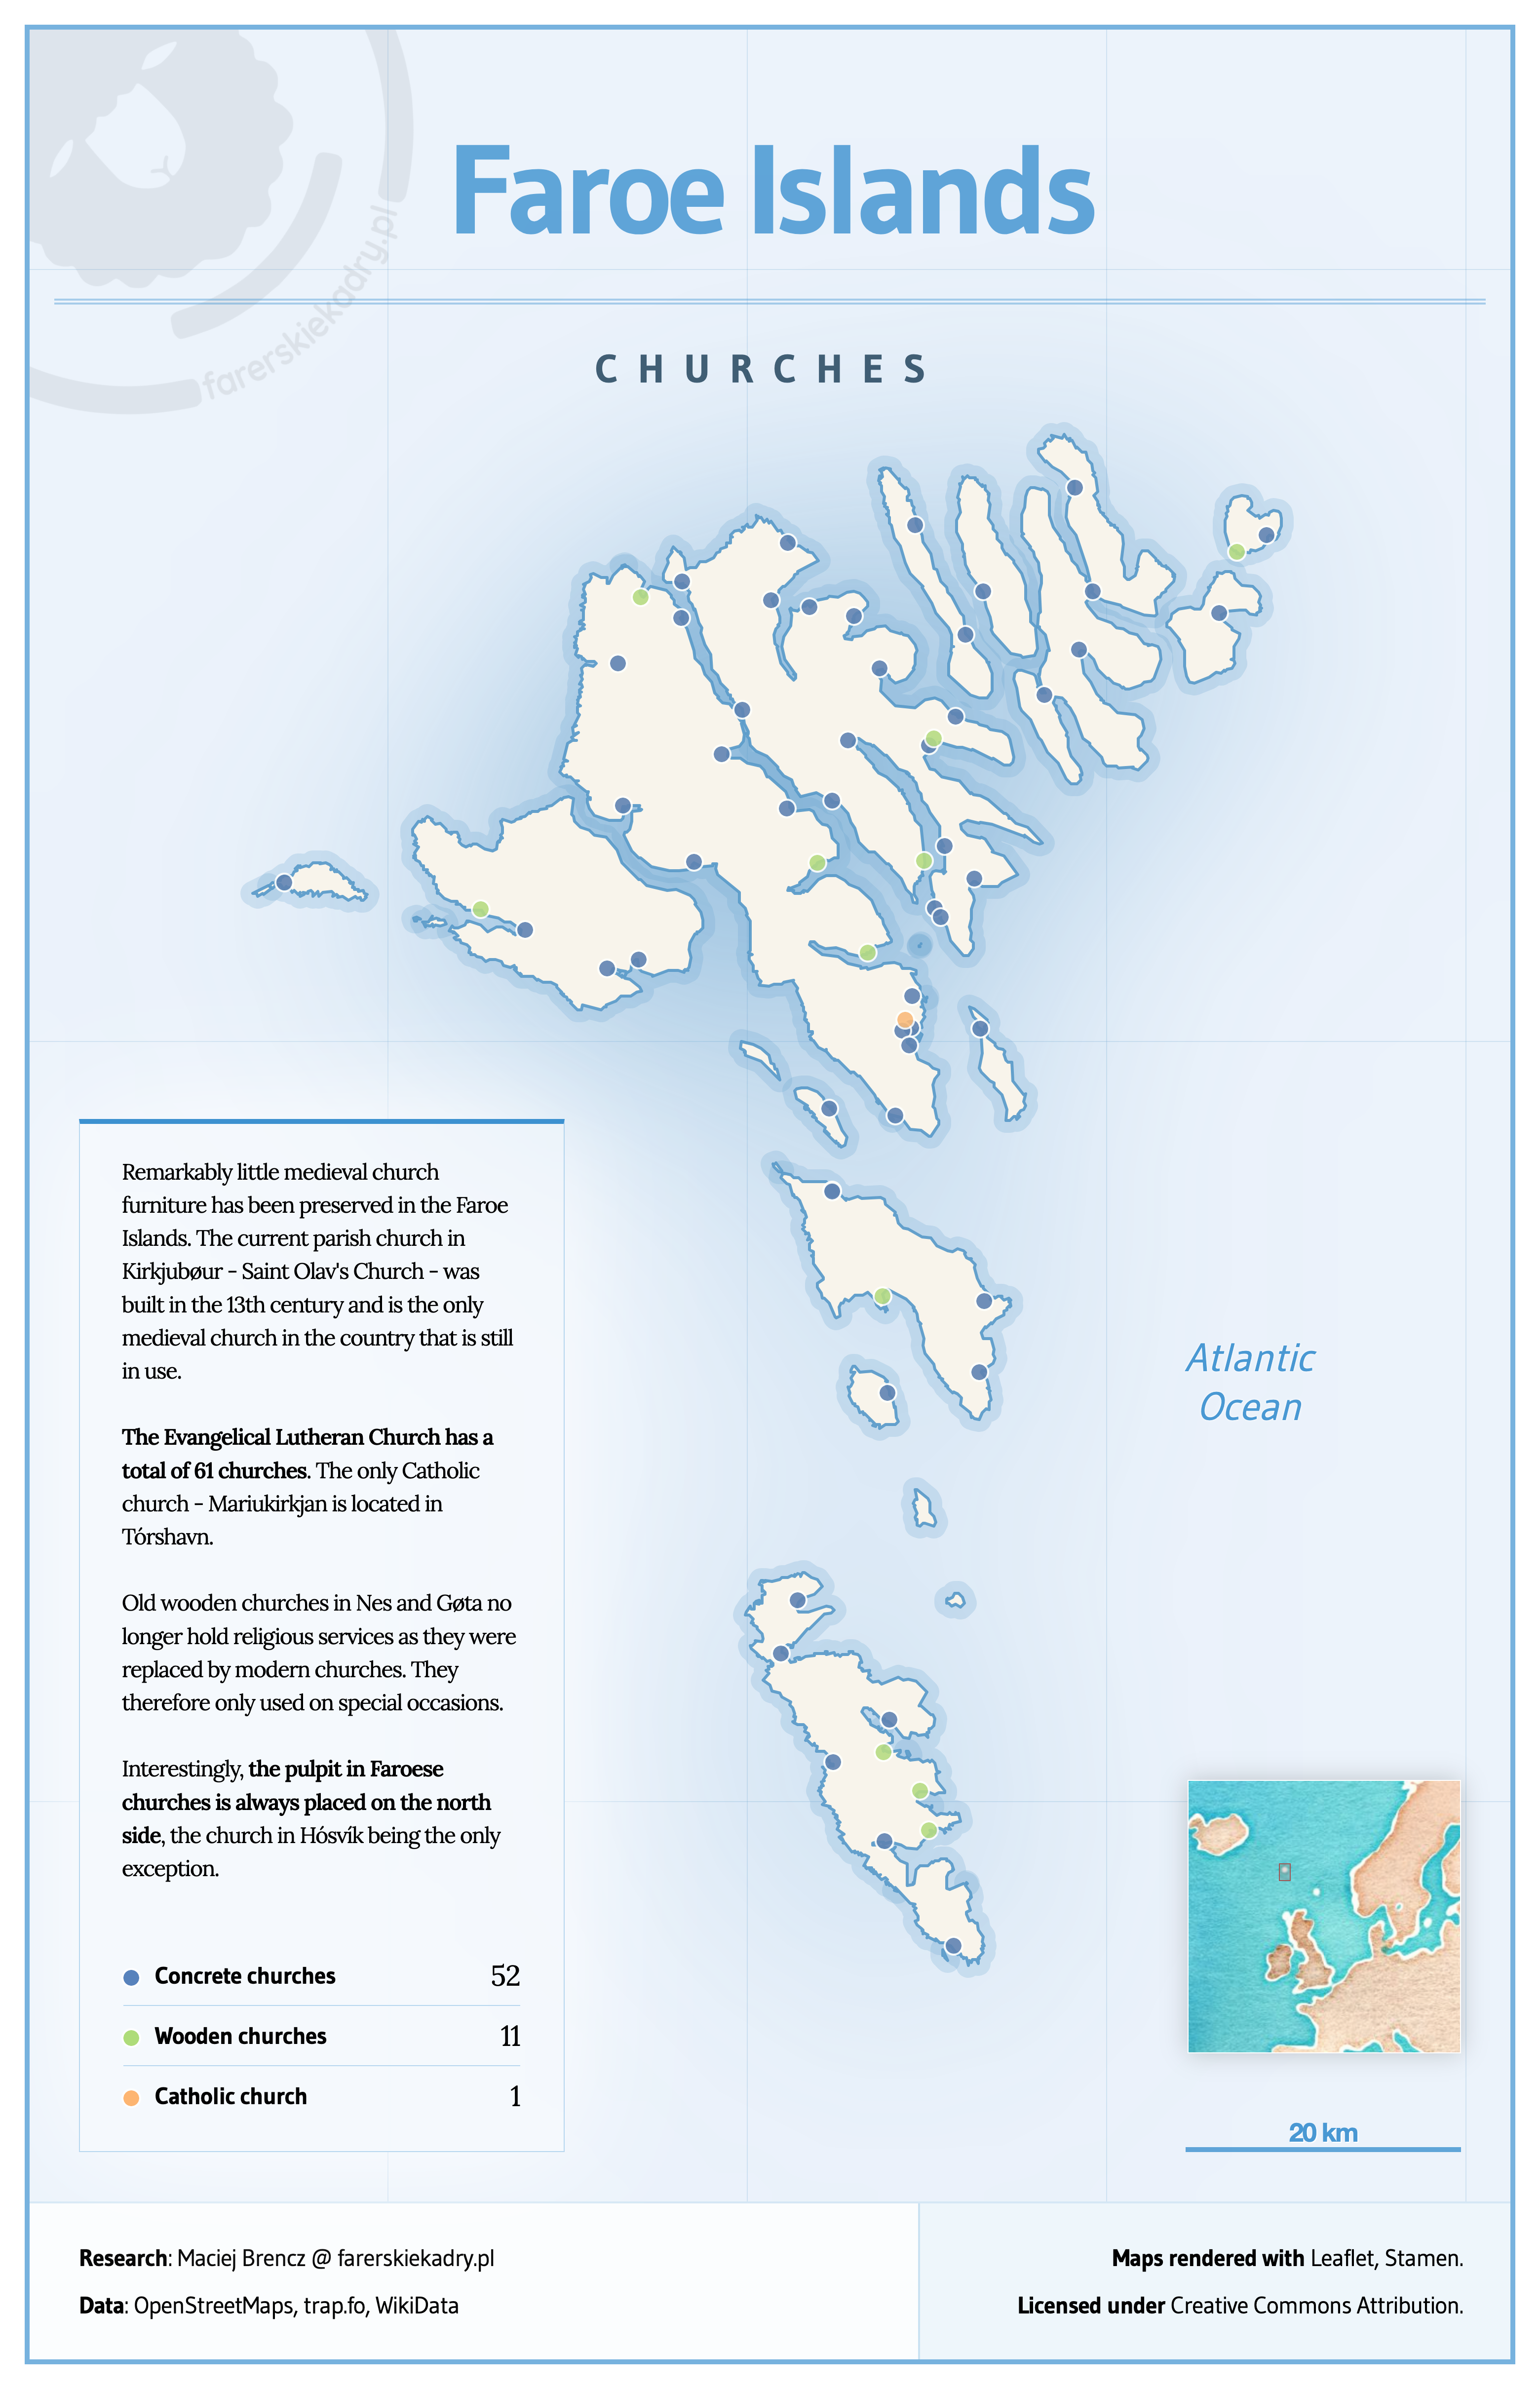 farerskiekadry.pl
Faroe Islands
CHURCHES
Remarkably little medieval church
furniture has been preserved in the Faroe
Islands. The current parish church in
Kirkjubøur - Saint Olav's Church - was
built in the 13th century and is the only
medieval church in the country that is still
in use.
The Evangelical Lutheran Church has a
total of 61 churches. The only Catholic
church - Mariukirkjan is located in
Tórshavn.
Old wooden churches in Nes and Gøta no
longer hold religious services as they were
replaced by modern churches. They
therefore only used on special occasions.
Interestingly, the pulpit in Faroese
churches is always placed on the north
side, the church in Hósvík being the only
exception.
Concrete churches 52
Wooden churches 11
Catholic church 1
Atlantic
Ocean
20 km
Research: Maciej Brencz @ farerskiekadry.pl
Data: OpenStreetMaps, trap.fo, WikiData
Maps rendered with Leaflet, Stamen.
Licensed under Creative Commons Attribution.